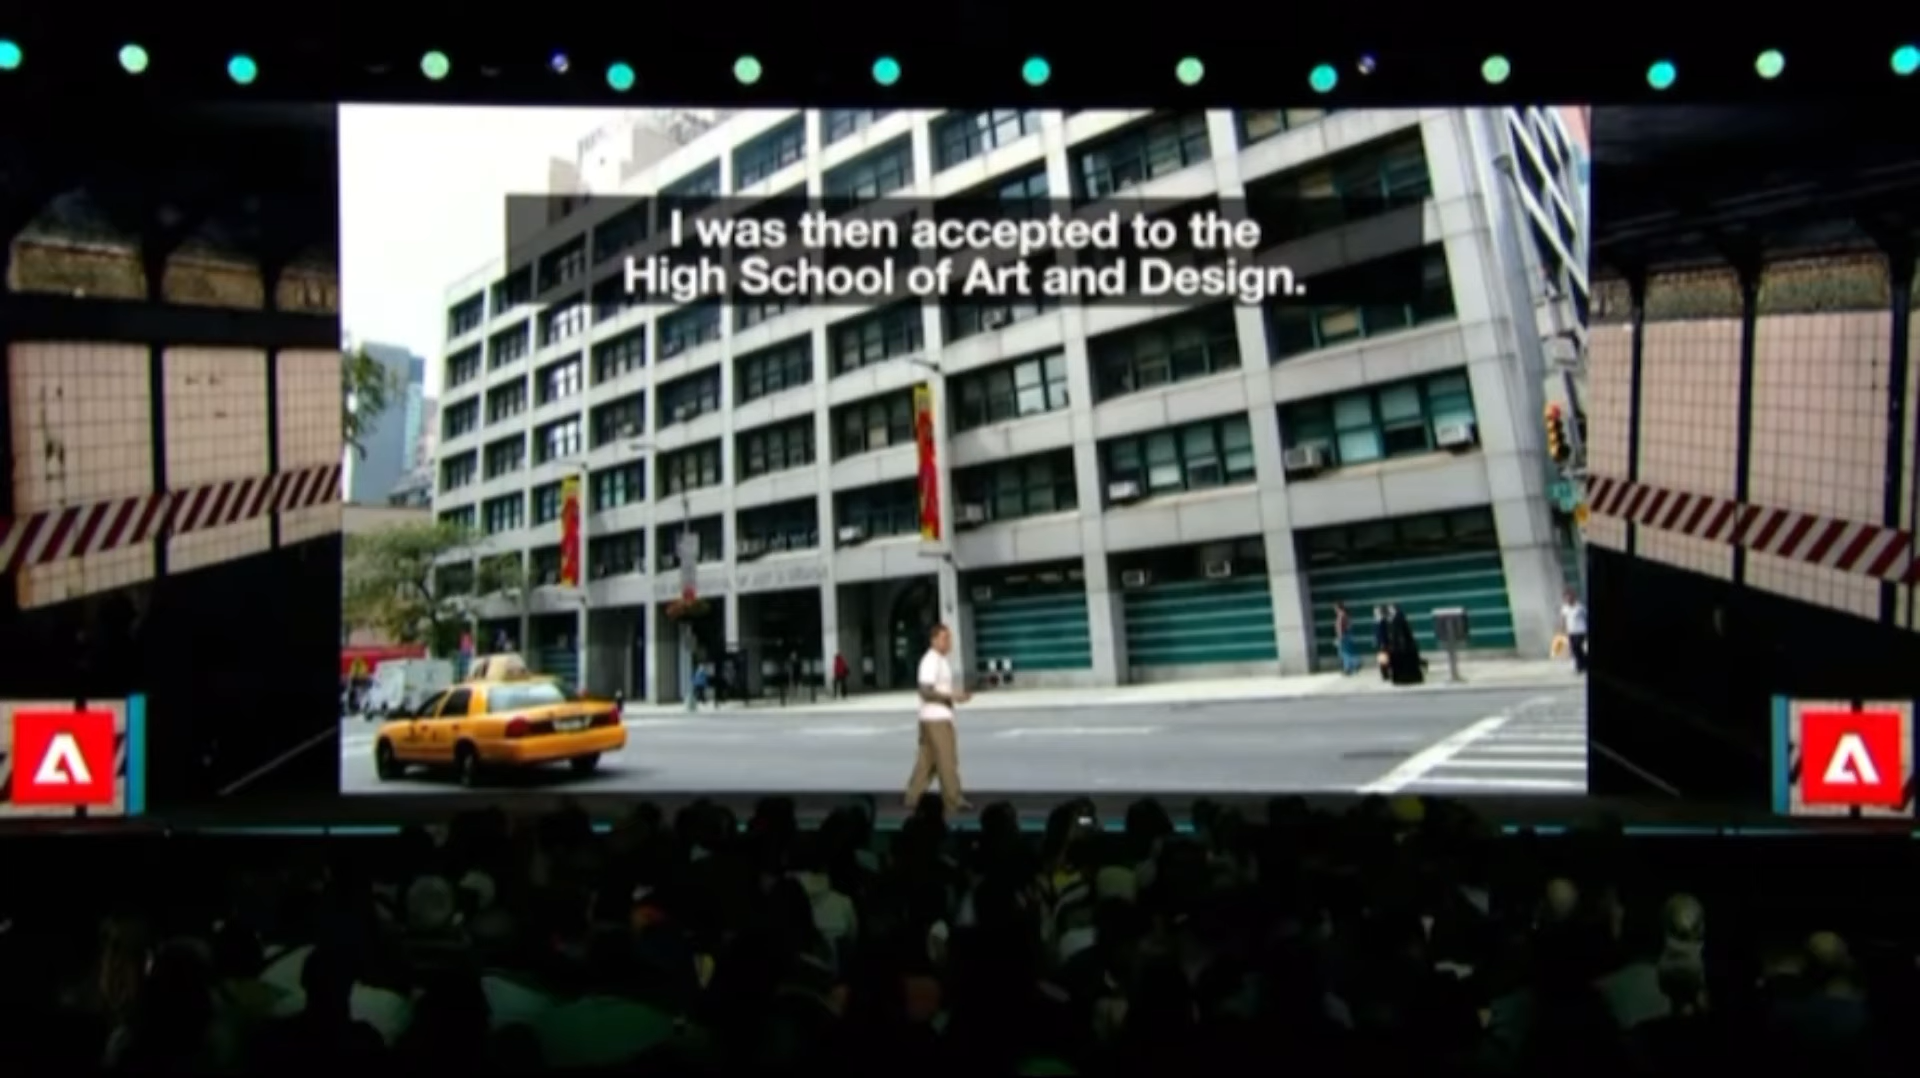 I was then accepted to the
High School of Art and Design.